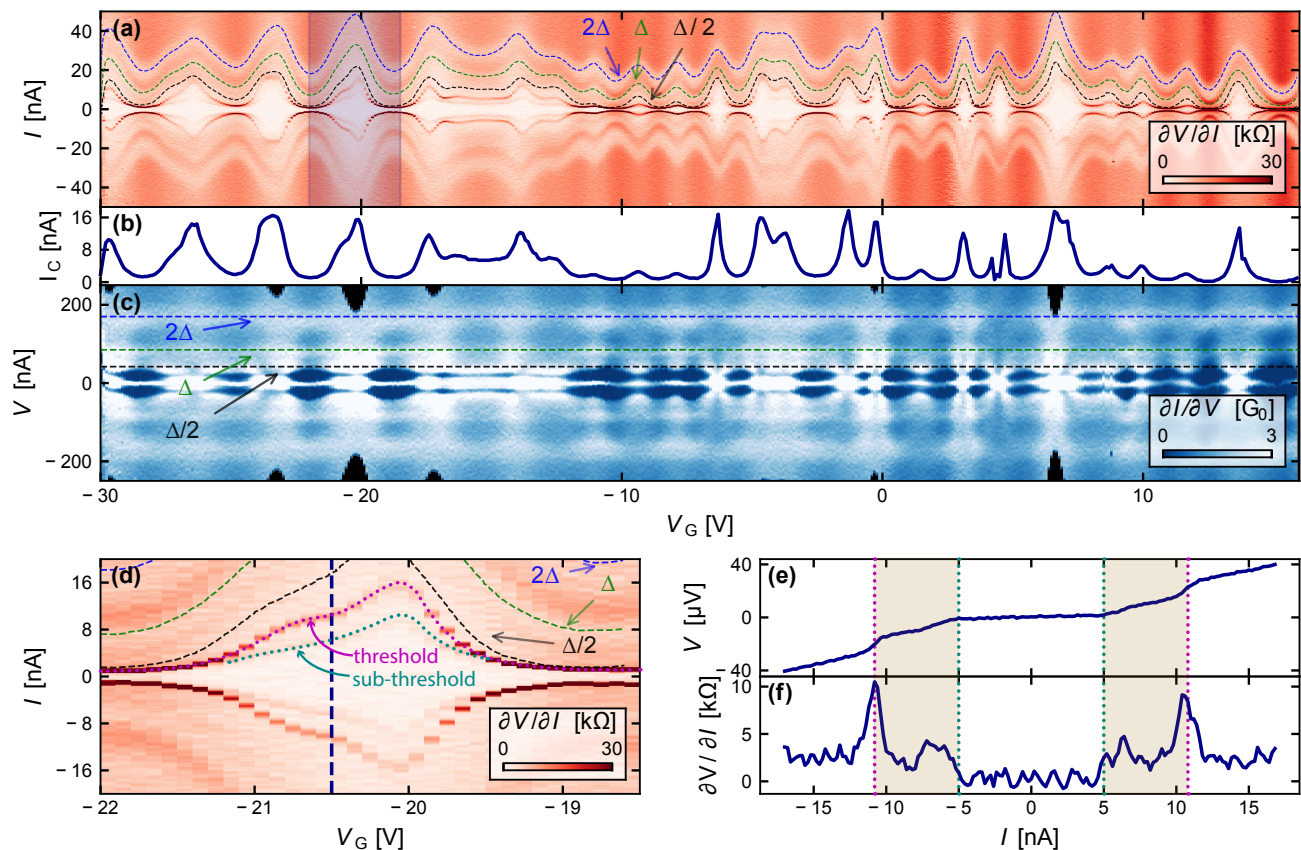 (a)
2Δ Δ Δ/2
I [nA]
40
20
0
− 20
− 40
∂V/∂I [kΩ]
0 30
(b)
I_C [nA]
16
8
0
(c)
2Δ
Δ
Δ/2
V [nA]
200
0
− 200
∂I/∂V [G₀]
0 3
− 30 − 20 − 10 0 10
V_G [V]
(d)
2Δ Δ
Δ/2
threshold
sub-threshold
I [nA]
16
8
0
− 8
− 16
∂V/∂I [kΩ]
0 30
−22 −21 −20 −19
V_G [V]
(e)
V [µV]
40
0
− 40
(f)
∂V/∂I [kΩ]
10
5
0
− 15 − 10 − 5 0 5 10 15
I [nA]